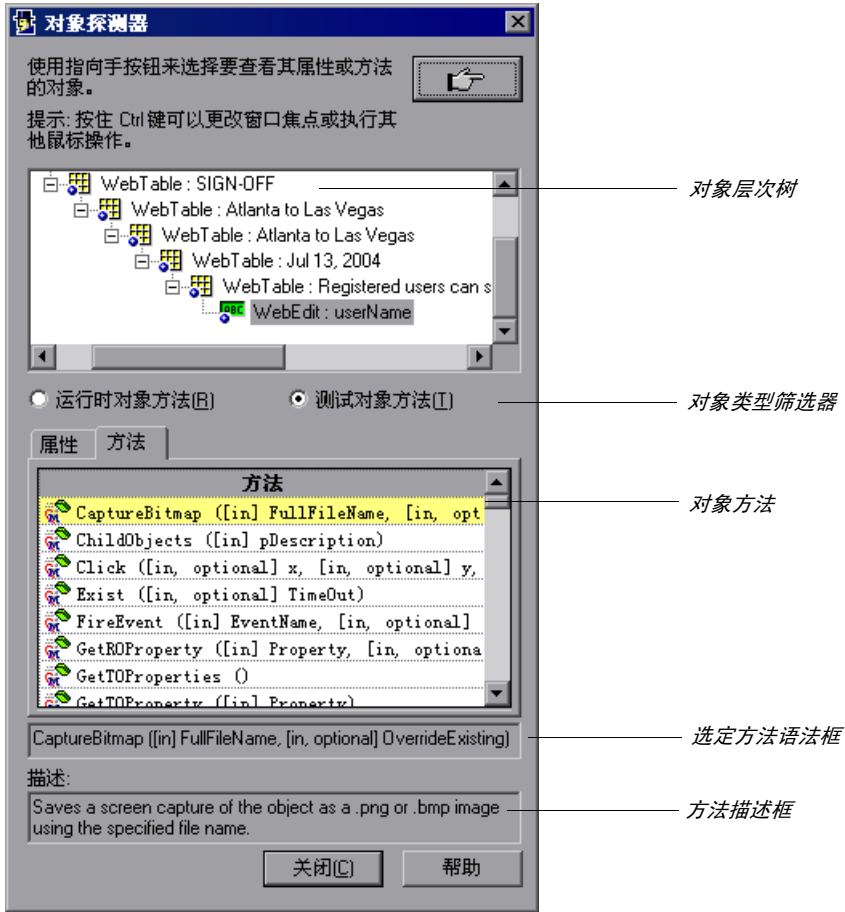 对象探测器
使用指向手按钮来选择要查看其属性或方法
的对象。
提示: 按住 Ctrl 键可以更改窗口焦点或执行其
他鼠标操作。
WebTable : SIGN-OFF
对象层次树
WebTable : Atlanta to Las Vegas
WebTable : Atlanta to Las Vegas
WebTable : Jul 13, 2004
WebTable : Registered users can s
ABC WebEdit : userName
运行时对象方法(R) 测试对象方法(T)
对象类型筛选器
属性 方法
方法
CaptureBitmap ([in] FullFileName, [in, opt
对象方法
ChildObjects ([in] pDescription)
Click ([in, optional] x, [in, optional] y,
Exist ([in, optional] TimeOut)
FireEvent ([in] EventName, [in, optional]
GetROProperty ([in] Property, [in, optiona
GetTOProperties ()
GetTOProperty ([in] Property)
CaptureBitmap ([in] FullFileName, [in, optional] OverrideExisting)
选定方法语法框
描述:
Saves a screen capture of the object as a .png or .bmp image
using the specified file name.
方法描述框
关闭(C) 帮助